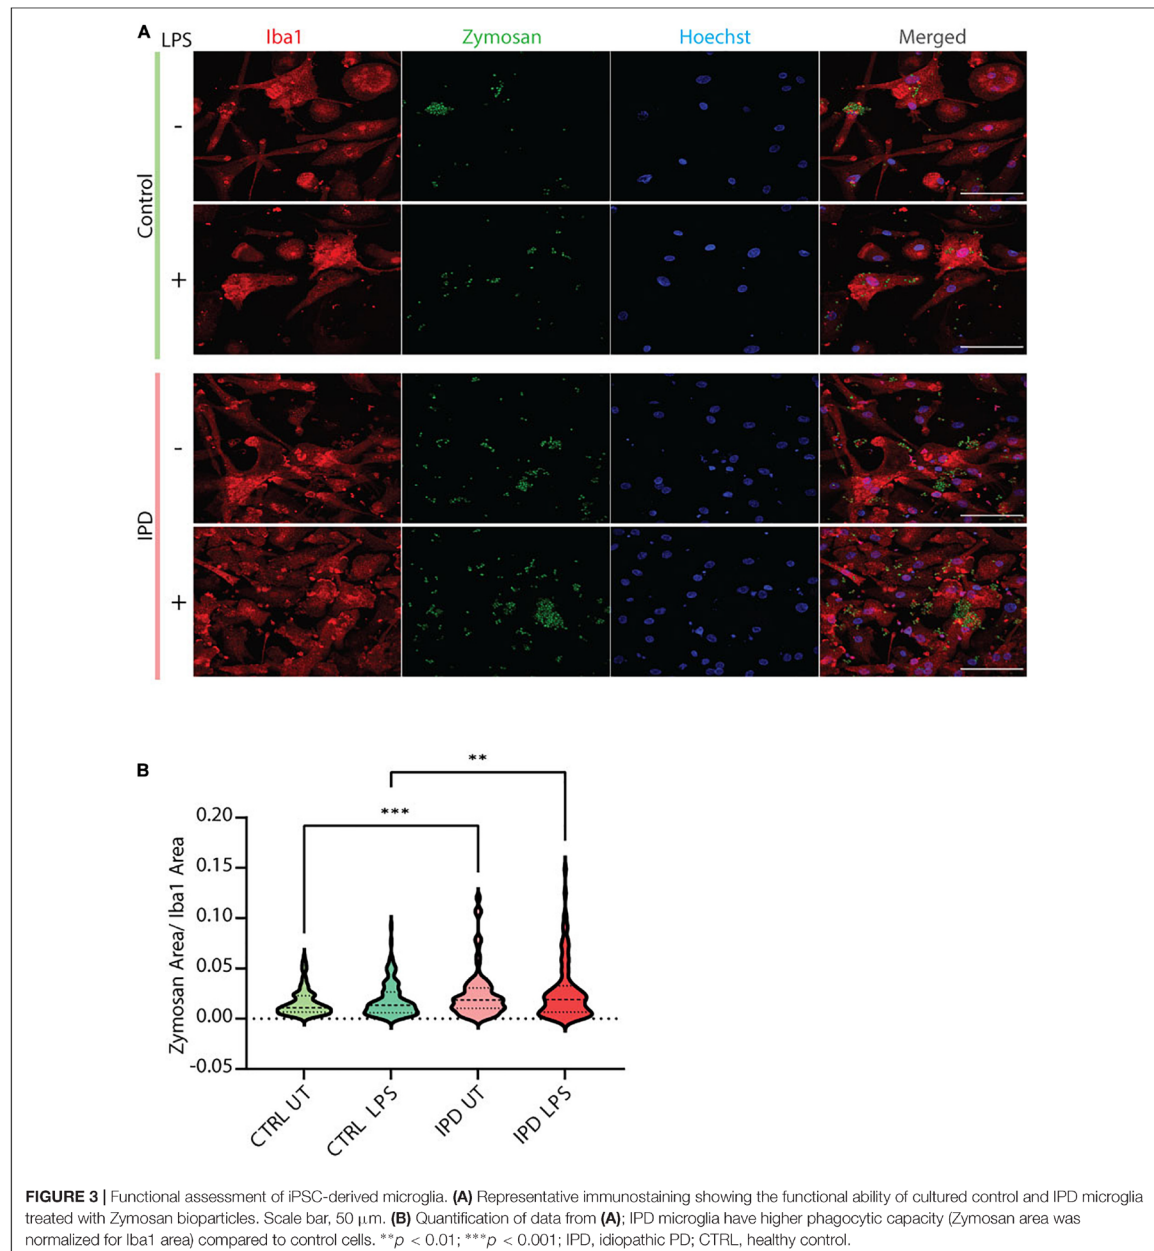 A
LPS Iba1 Zymosan Hoechst Merged
Control
-
+
IPD
-
+
B
**
***
Zymosan Area/ Iba1 Area
0.20
0.15
0.10
0.05
0.00
-0.05
CTRL UT
CTRL LPS
IPD UT
IPD LPS
FIGURE 3 | Functional assessment of iPSC-derived microglia. (A) Representative immunostaining showing the functional ability of cultured control and IPD microglia
treated with Zymosan bioparticles. Scale bar, 50 μm. (B) Quantification of data from (A); IPD microglia have higher phagocytic capacity (Zymosan area was
normalized for Iba1 area) compared to control cells. **p < 0.01; ***p < 0.001; IPD, idiopathic PD; CTRL, healthy control.